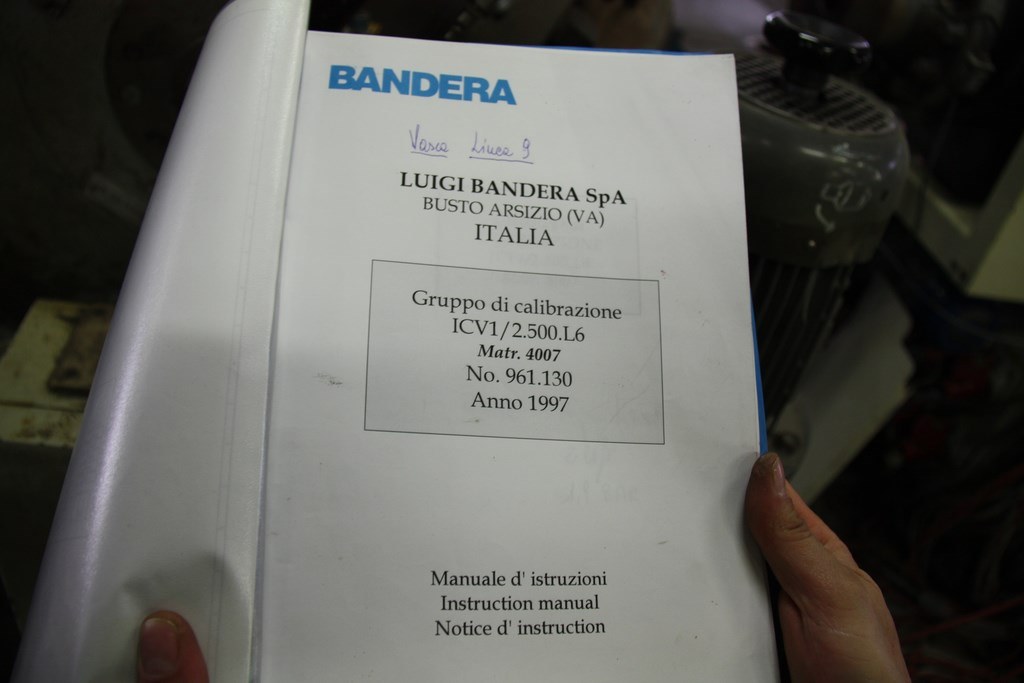 BANDERA
Vasca Linea 9
LUIGI BANDERA SpA
BUSTO ARSIZIO (VA)
ITALIA
Gruppo di calibrazione
ICV1/2.500.L6
Matr. 4007
No. 961.130
Anno 1997
Manuale d' istruzioni
Instruction manual
Notice d' instruction